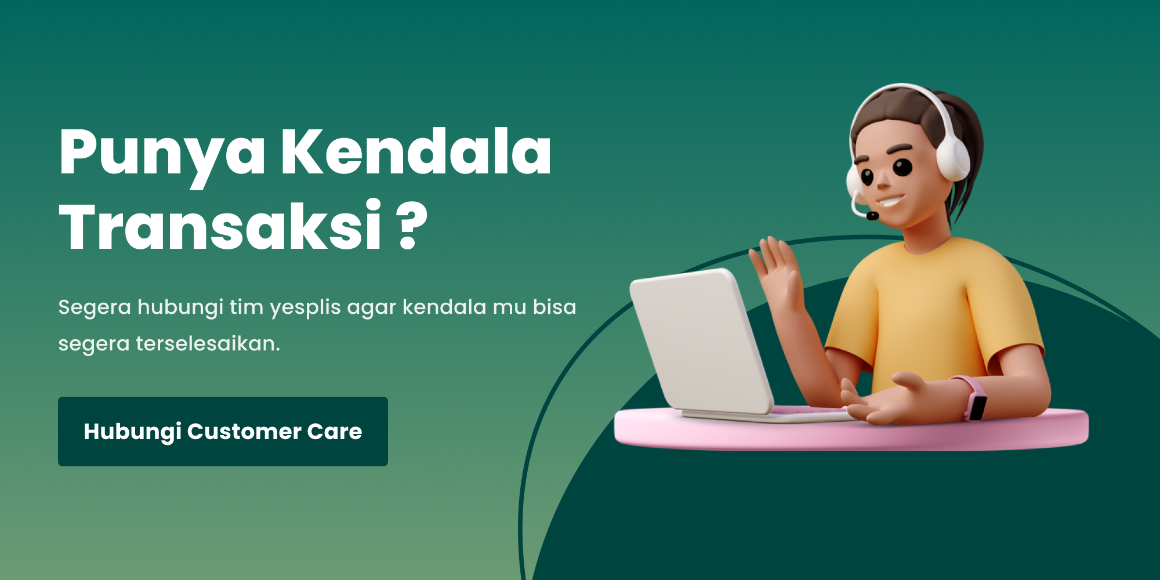 Punya Kendala
Transaksi ?
Segera hubungi tim yesplis agar kendala mu bisa
segera terselesaikan.
Hubungi Customer Care